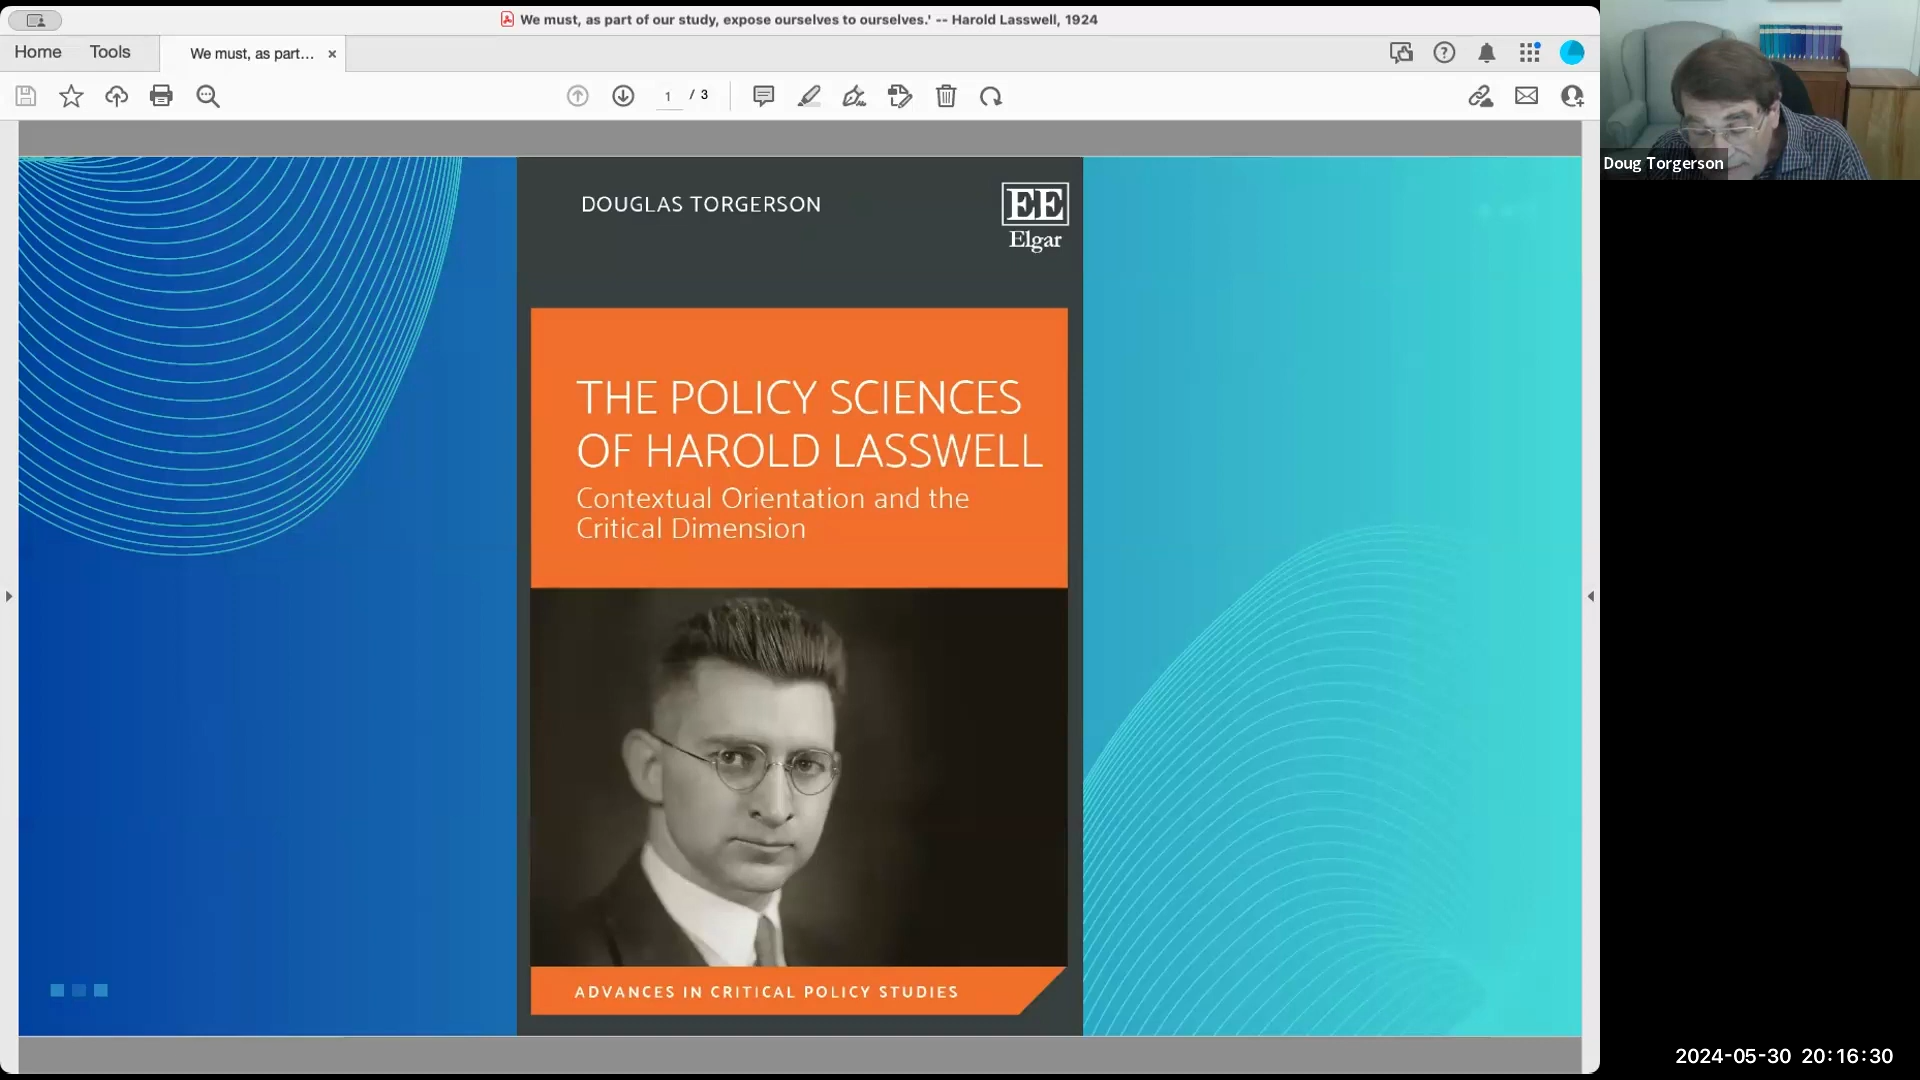 We must, as part of our study, expose ourselves to ourselves.' -- Harold Lasswell, 1924
Home
Tools
We must, as part...
1 / 3
Doug Torgerson
DOUGLAS TORGERSON
EE
Elgar
THE POLICY SCIENCES
OF HAROLD LASSWELL
Contextual Orientation and the
Critical Dimension
ADVANCES IN CRITICAL POLICY STUDIES
2024-05-30 20:16:30